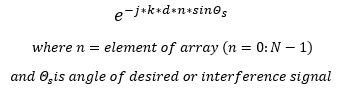 e^{-j*k*d*n*sinΘ_s}
where n = element of array (n = 0: N − 1)
and Θ_s is angle of desired or interference signal